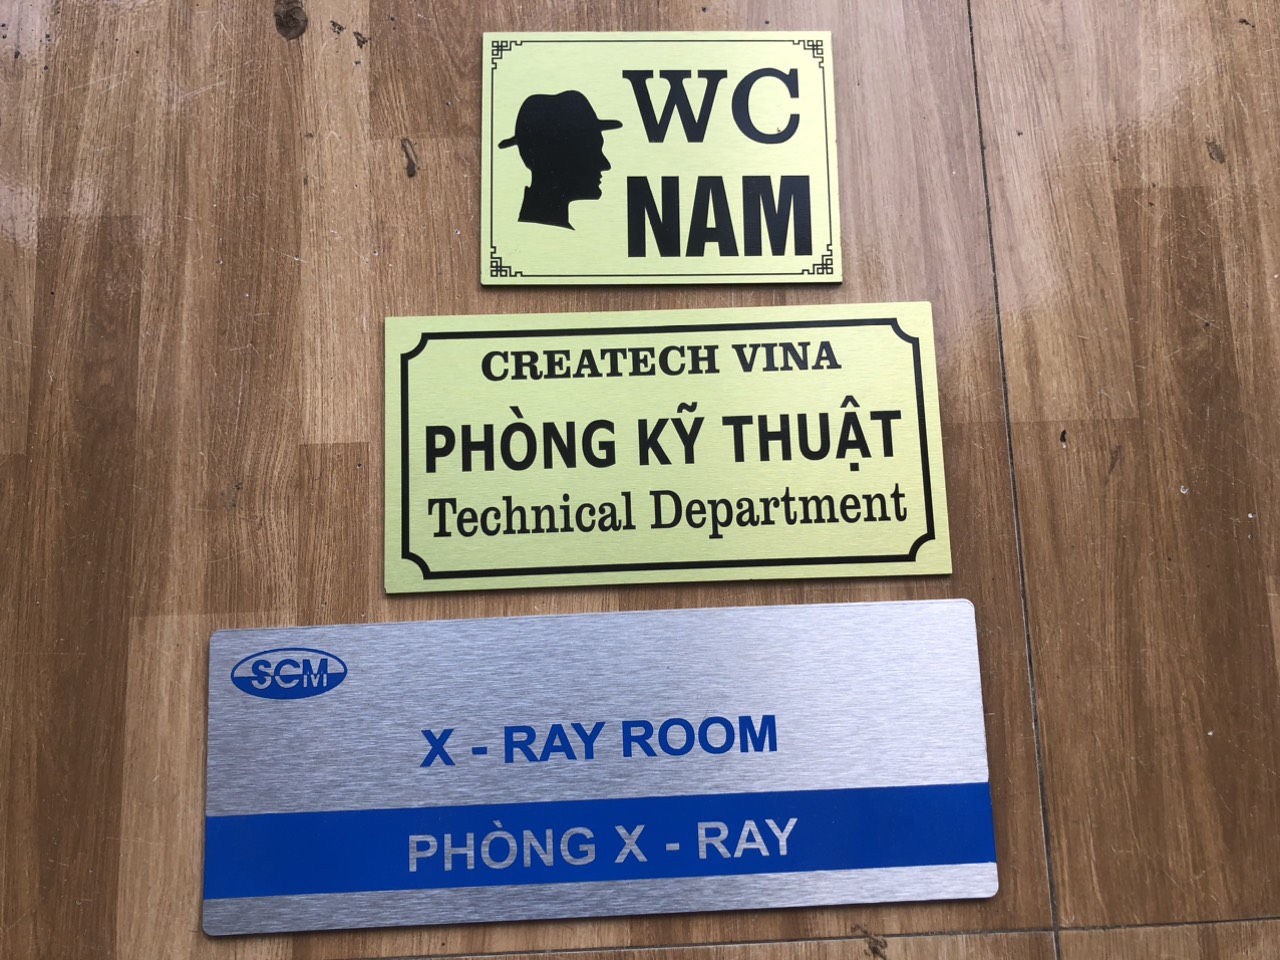 WC
NAM
CREATECH VINA
PHÒNG KỸ THUẬT
Technical Department
SCM
X - RAY ROOM
PHÒNG X - RAY